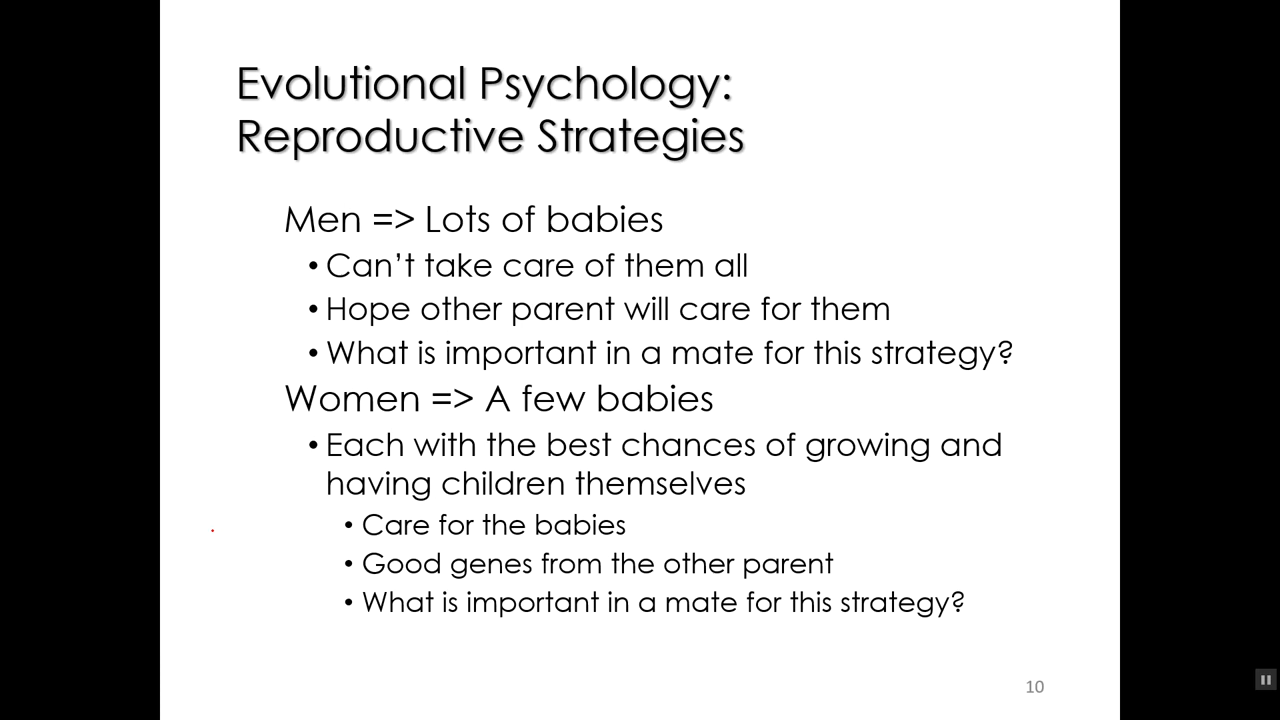 Evolutional Psychology:
Reproductive Strategies
Men => Lots of babies
• Can't take care of them all
• Hope other parent will care for them
• What is important in a mate for this strategy?
Women => A few babies
• Each with the best chances of growing and
having children themselves
• Care for the babies
• Good genes from the other parent
• What is important in a mate for this strategy?
10